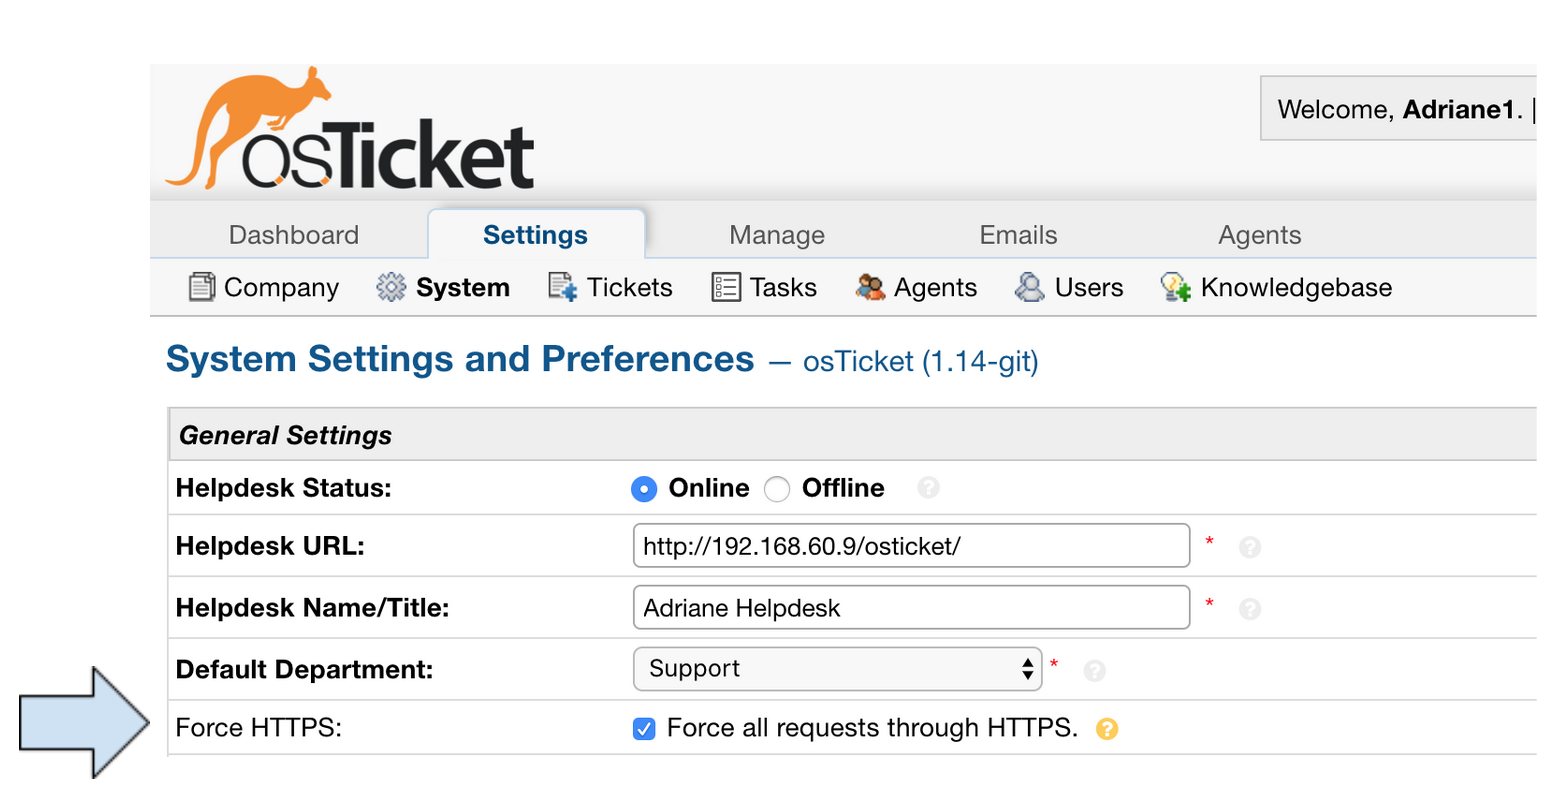 osTicket
Welcome, Adriane1. |
Dashboard Settings Manage Emails Agents
Company System Tickets Tasks Agents Users Knowledgebase
System Settings and Preferences — osTicket (1.14-git)
General Settings
Helpdesk Status: Online Offline ?
Helpdesk URL: http://192.168.60.9/osticket/ * ?
Helpdesk Name/Title: Adriane Helpdesk * ?
Default Department: Support * ?
Force HTTPS: Force all requests through HTTPS. ?